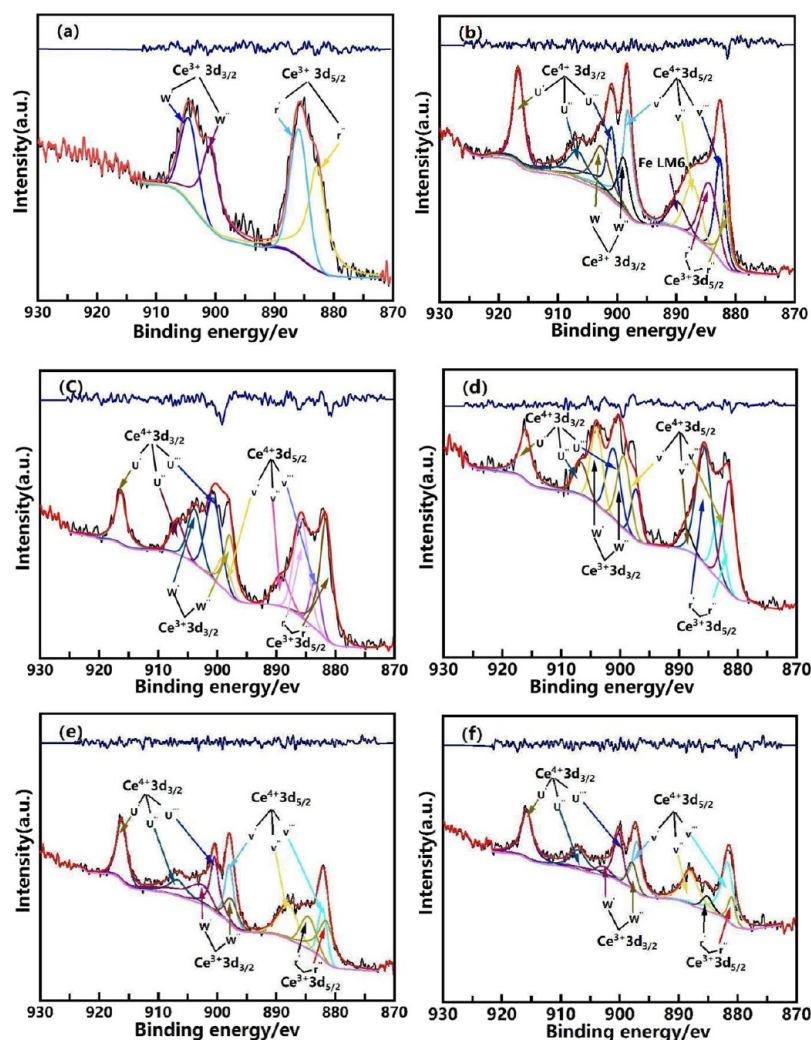 (a)
Ce³⁺ 3d₃/₂ Ce³⁺ 3d₅/₂
W' W'' r' r''
Intensity(a.u.)
930 920 910 900 890 880 870
Binding energy/ev
(b)
Ce⁴⁺3d₃/₂ Ce⁴⁺3d₅/₂
U' U'' U''' v' v'' v'''
Fe LM6
W' W'' r' r''
Ce³⁺3d₃/₂ Ce³⁺3d₅/₂
Intensity(a.u.)
930 920 910 900 890 880 870
Binding energy/ev
(C)
Ce⁴⁺3d₃/₂ Ce⁴⁺3d₅/₂
U' U'' U''' v' v'' v'''
W' W'' r' r''
Ce³⁺3d₃/₂ Ce³⁺3d₅/₂
Intensity(a.u.)
930 920 910 900 890 880 870
Binding energy/ev
(d)
Ce⁴⁺3d₃/₂ Ce⁴⁺3d₅/₂
U' U'' U''' v' v'' v'''
W' W'' r' r''
Ce³⁺3d₃/₂ Ce³⁺3d₅/₂
Intensity(a.u.)
930 920 910 900 890 880 870
Binding energy/ev
(e)
Ce⁴⁺3d₃/₂ Ce⁴⁺3d₅/₂
U' U'' U''' v' v'' v'''
W' W'' r' r''
Ce³⁺3d₃/₂ Ce³⁺3d₅/₂
Intensity(a.u.)
930 920 910 900 890 880 870
Binding energy/ev
(f)
Ce⁴⁺3d₃/₂ Ce⁴⁺3d₅/₂
U' U'' U''' v' v'' v'''
W' W'' r' r''
Ce³⁺3d₃/₂ Ce³⁺3d₅/₂
Intensity(a.u.)
930 920 910 900 890 880 870
Binding energy/ev